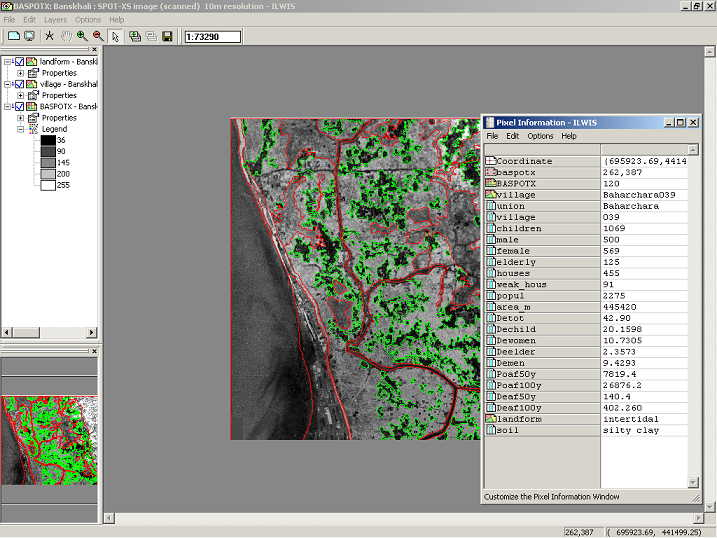 BASPOTX: Banskhali : SPOT-XS image (scanned) 10m resolution - ILWIS
File Edit Layers Options Help
1:73290
landform - Banskl
Properties
village - Banskhal
Properties
BASPOTX - Bansk
Properties
Legend
36
90
145
200
255
Pixel Information - ILWIS
File Edit Options Help
Coordinate (695923.69,4414
baspotx 262,387
BASPOTX 120
village Baharchara039
union Baharchara
village 039
children 1069
male 500
female 569
elderly 125
houses 455
weak_hous 91
popul 2275
area_m 445420
Detot 42.90
Dechild 20.1598
Dewomen 10.7305
Deelder 2.3573
Demen 9.4293
Poaf50y 7819.4
Poaf100y 26876.2
Deaf50y 140.4
Deaf100y 402.260
landform intertidal
soil silty clay
Customize the Pixel Information Window
262,387 ( 695923.69, 441499.25)